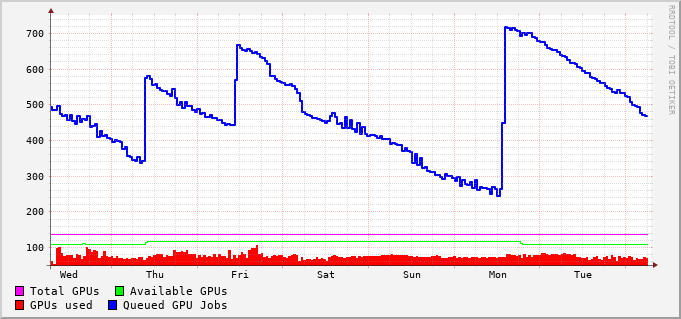 700
600
500
400
300
200
100
Wed Thu Fri Sat Sun Mon Tue
Total GPUs Available GPUs
GPUs used Queued GPU Jobs
RRDTOOL / TOBI OETIKER